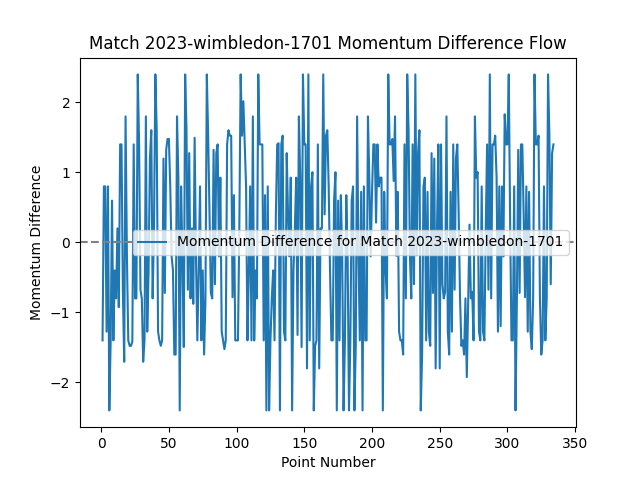 Match 2023-wimbledon-1701 Momentum Difference Flow
Momentum Difference
2
1
0
−1
−2
Momentum Difference for Match 2023-wimbledon-1701
0 50 100 150 200 250 300 350
Point Number